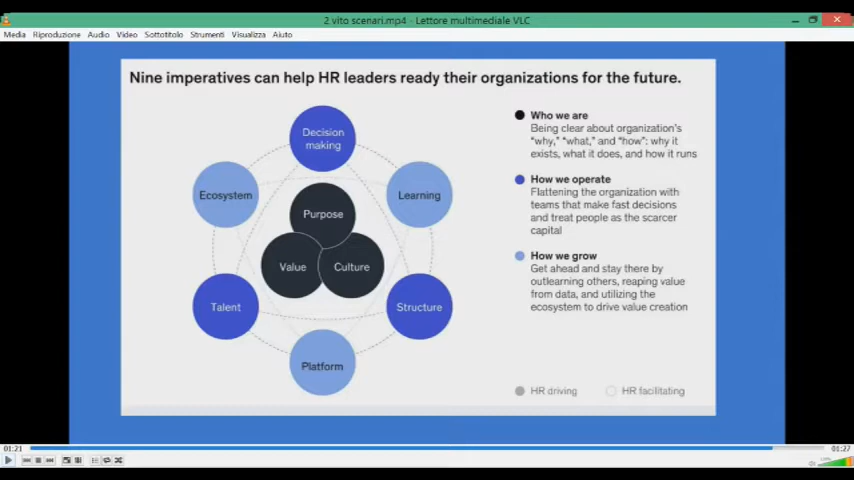 2.vito scenari.mp4 - Lettore multimediale VLC
Media Riproduzione Audio Video Sottotitolo Strumenti Visualizza Aiuto
Nine imperatives can help HR leaders ready their organizations for the future.
Decision
making
Ecosystem
Learning
Purpose
Value
Culture
Talent
Structure
Platform
Who we are
Being clear about organization's
"why," "what," and "how": why it
exists, what it does, and how it runs
How we operate
Flattening the organization with
teams that make fast decisions
and treat people as the scarcer
capital
How we grow
Get ahead and stay there by
outlearning others, reaping value
from data, and utilizing the
ecosystem to drive value creation
HR driving
HR facilitating
01:21
01:27